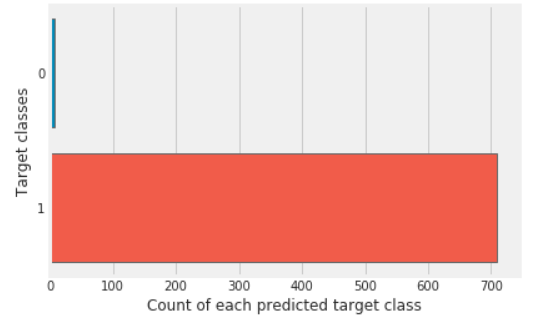 Target classes
0
1
0 100 200 300 400 500 600 700
Count of each predicted target class